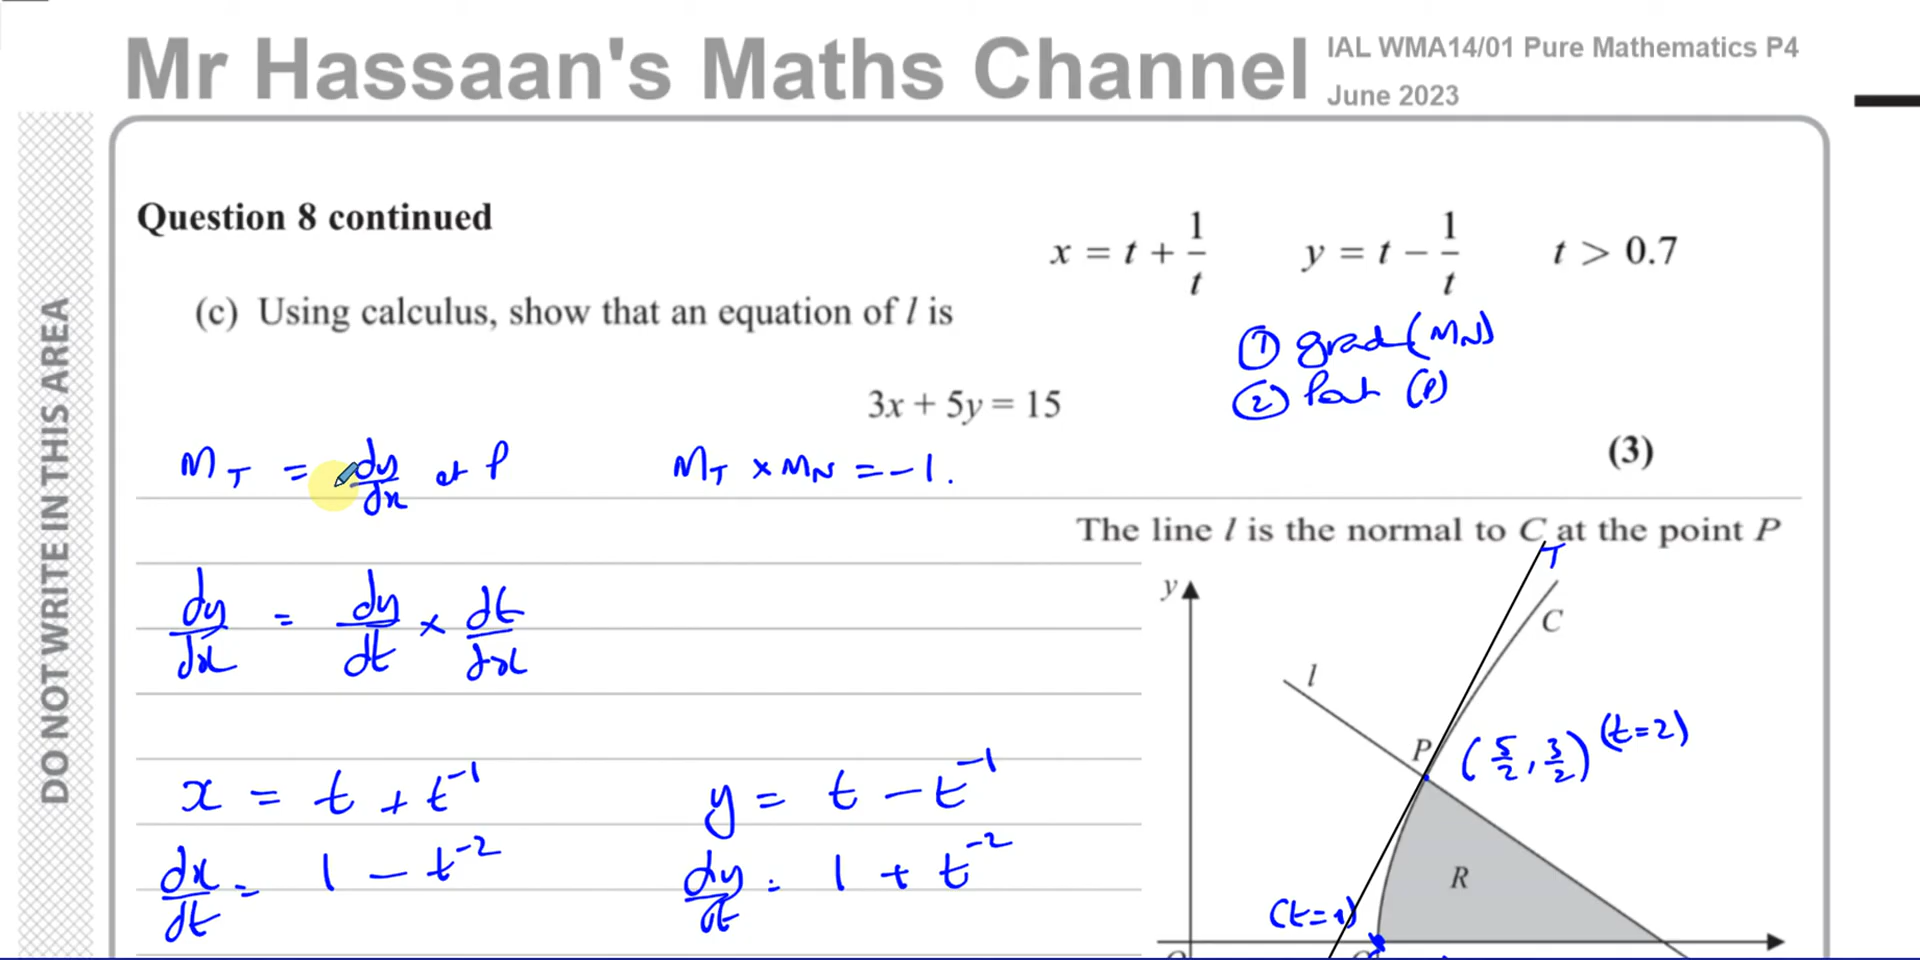 Mr Hassaan's Maths Channel
IAL WMA14/01 Pure Mathematics P4
June 2023
DO NOT WRITE IN THIS AREA
Question 8 continued
x = t + 1/t   y = t − 1/t   t > 0.7
(c) Using calculus, show that an equation of l is
① grad (M_N)
3x + 5y = 15
② Point (P)
(3)
M_T = dy/dx at P   M_T × M_N = −1.
The line l is the normal to C at the point P
dy/dx = dy/dt × dt/dx
y
T
C
l
P (5/2, 3/2) (t=2)
x = t + t⁻¹   y = t − t⁻¹
dx/dt = 1 − t⁻²   dy/dt = 1 + t⁻²
R
(t=1)